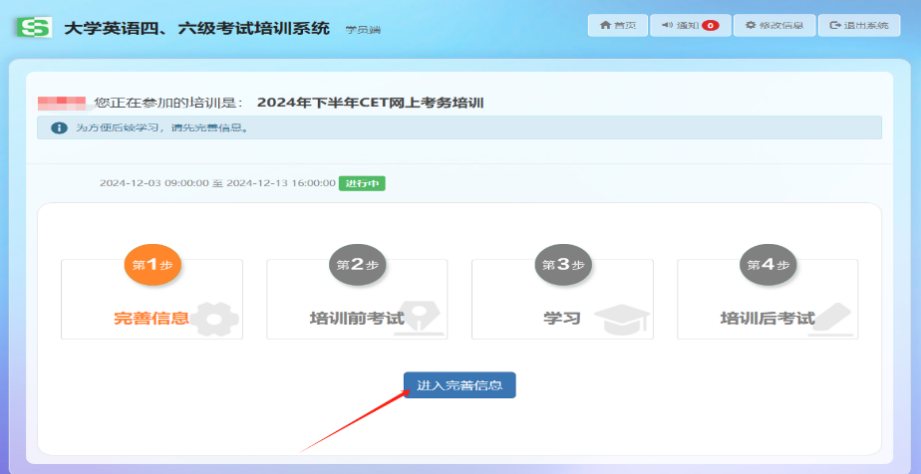 大学英语四、六级考试培训系统 学员端 首页 通知 0 修改信息 退出系统
您正在参加的培训是： 2024年下半年CET网上考务培训
为方便后续学习，请先完善信息。
2024-12-03 09:00:00 至 2024-12-13 16:00:00 进行中
第1步 第2步 第3步 第4步
完善信息 培训前考试 学习 培训后考试
进入完善信息